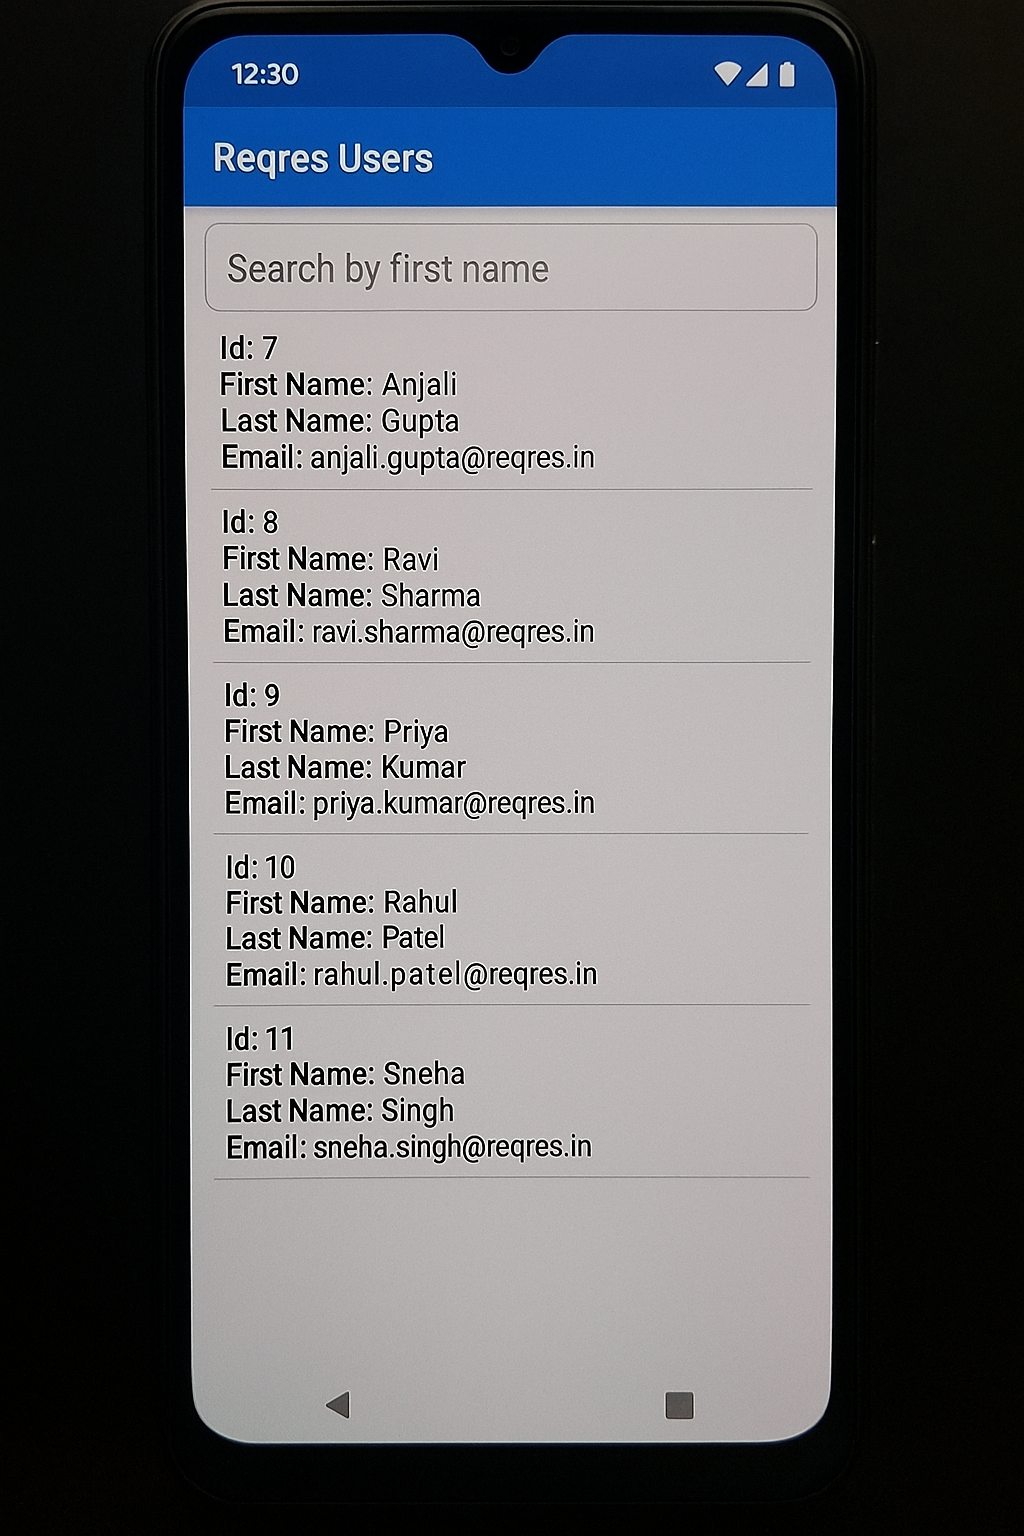 12:30
Reqres Users
Search by first name
Id: 7
First Name: Anjali
Last Name: Gupta
Email: anjali.gupta@reqres.in
Id: 8
First Name: Ravi
Last Name: Sharma
Email: ravi.sharma@reqres.in
Id: 9
First Name: Priya
Last Name: Kumar
Email: priya.kumar@reqres.in
Id: 10
First Name: Rahul
Last Name: Patel
Email: rahul.patel@reqres.in
Id: 11
First Name: Sneha
Last Name: Singh
Email: sneha.singh@reqres.in